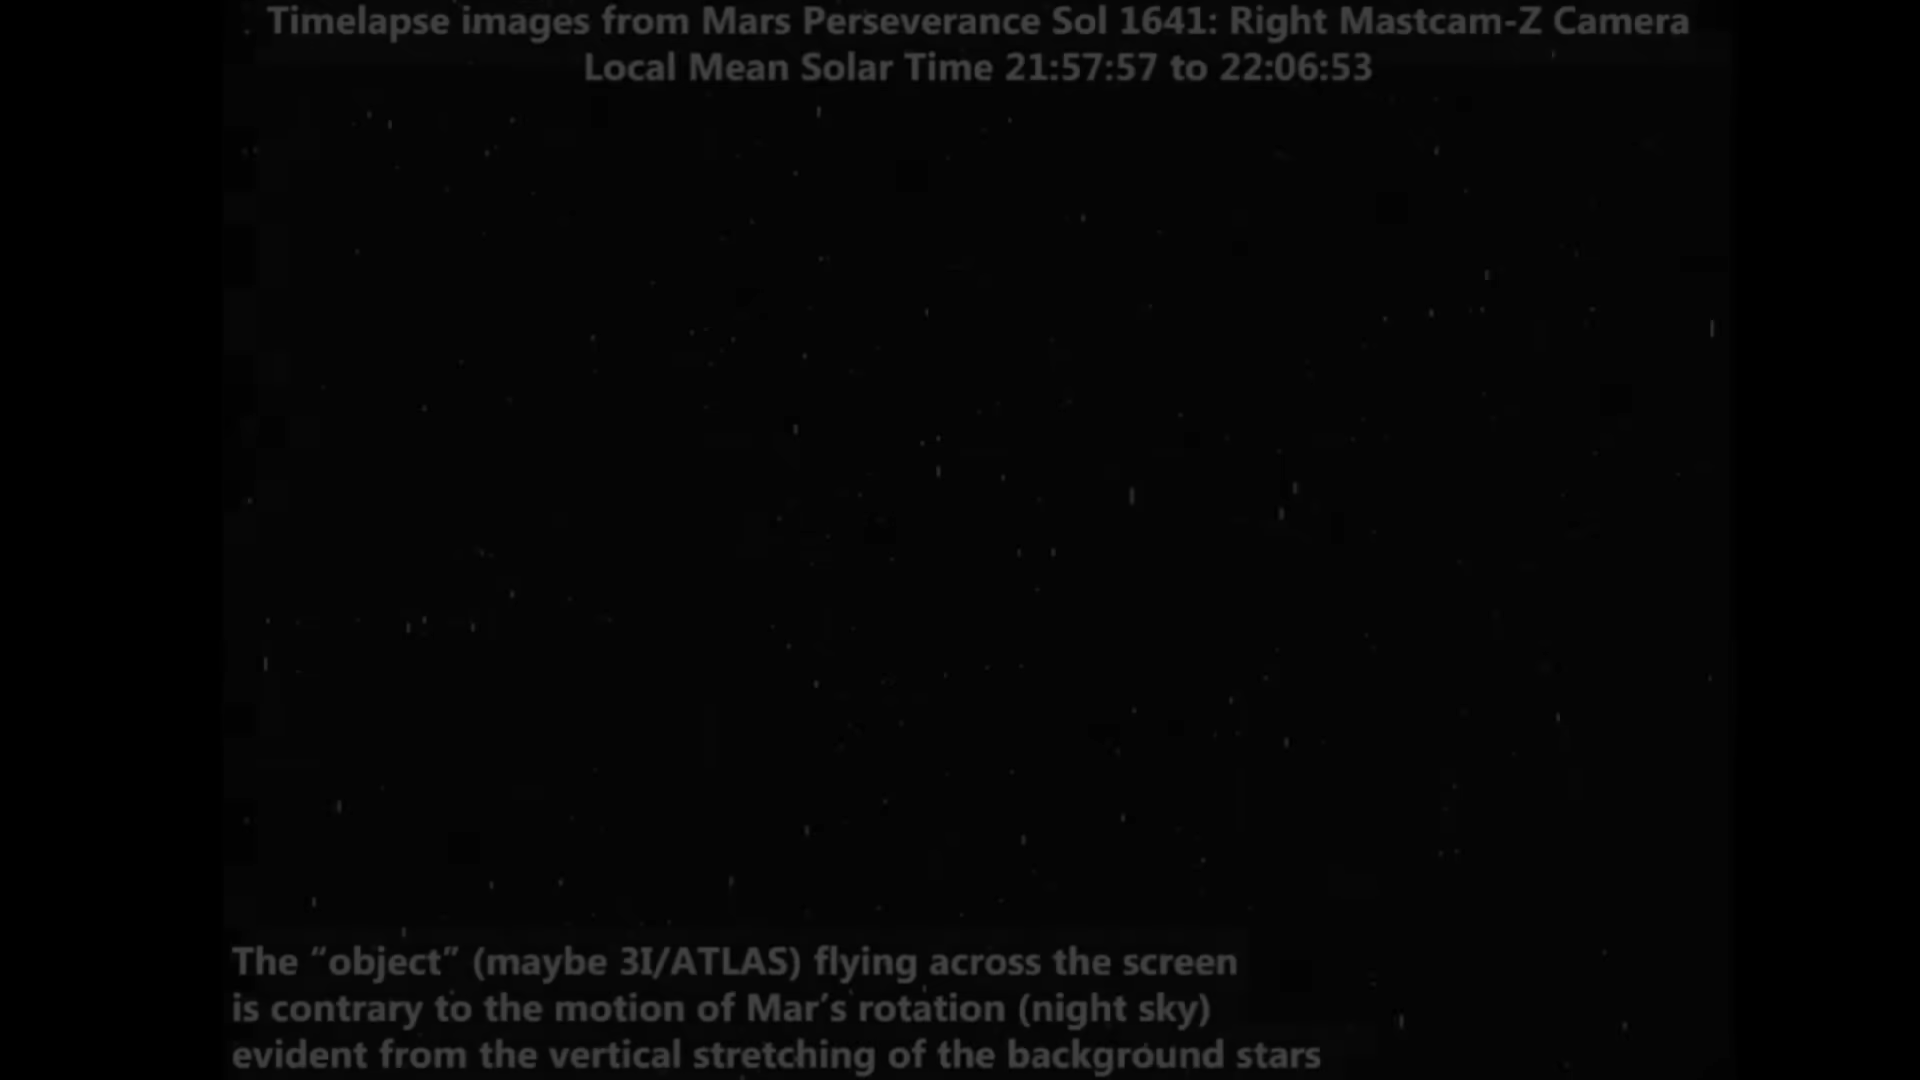 Timelapse images from Mars Perseverance Sol 1641: Right Mastcam-Z Camera
Local Mean Solar Time 21:57:57 to 22:06:53
The “object” (maybe 3I/ATLAS) flying across the screen
is contrary to the motion of Mar’s rotation (night sky)
evident from the vertical stretching of the background stars